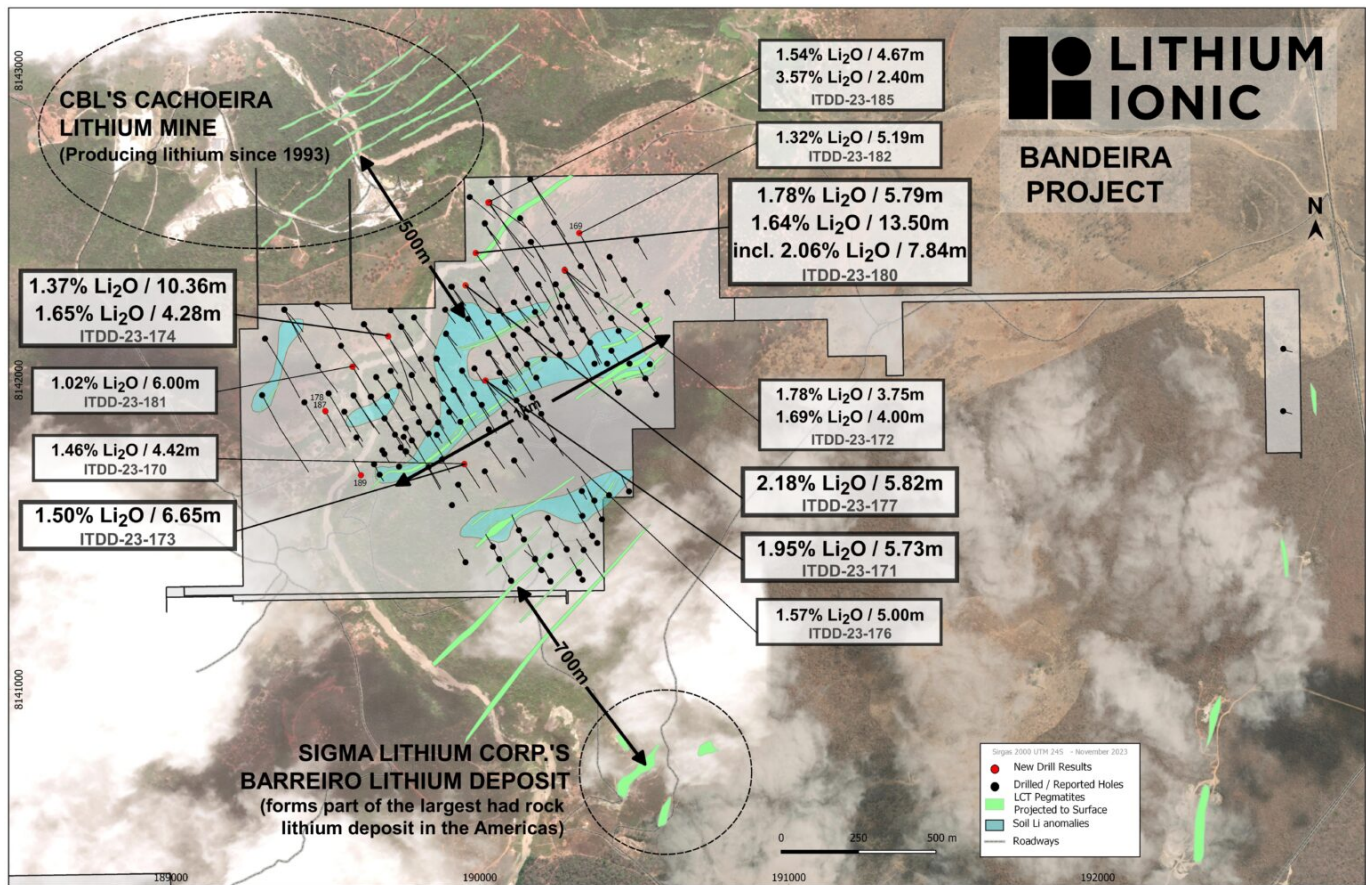 LITHIUM
IONIC
BANDEIRA
PROJECT
N
CBL'S CACHOEIRA
LITHIUM MINE
(Producing lithium since 1993)
1.54% Li₂O / 4.67m
3.57% Li₂O / 2.40m
ITDD-23-185
1.32% Li₂O / 5.19m
ITDD-23-182
1.78% Li₂O / 5.79m
1.64% Li₂O / 13.50m
incl. 2.06% Li₂O / 7.84m
ITDD-23-180
1.37% Li₂O / 10.36m
1.65% Li₂O / 4.28m
ITDD-23-174
1.02% Li₂O / 6.00m
ITDD-23-181
1.46% Li₂O / 4.42m
ITDD-23-170
1.50% Li₂O / 6.65m
ITDD-23-173
1.78% Li₂O / 3.75m
1.69% Li₂O / 4.00m
ITDD-23-172
2.18% Li₂O / 5.82m
ITDD-23-177
1.95% Li₂O / 5.73m
ITDD-23-171
1.57% Li₂O / 5.00m
ITDD-23-176
500m
1km
700m
169
178
187
189
SIGMA LITHIUM CORP.'S
BARREIRO LITHIUM DEPOSIT
(forms part of the largest had rock
lithium deposit in the Americas)
Sirgas 2000 UTM 24S - November 2023
New Drill Results
Drilled / Reported Holes
LCT Pegmatites
Projected to Surface
Soil Li anomalies
Roadways
0 250 500 m
8143000
8142000
8141000
189000
190000
191000
192000